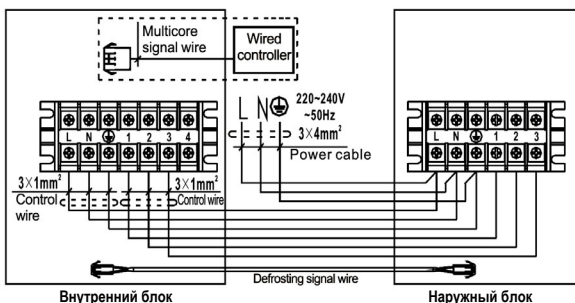 Multicore
signal wire
Wired
controller
L N 220~240V
~50Hz
3×4mm²
Power cable
L N 1 2 3 4
L N 1 2 3
3×1mm²
Control
wire
3×1mm²
Control wire
Defrosting signal wire
Внутренний блок
Наружный блок